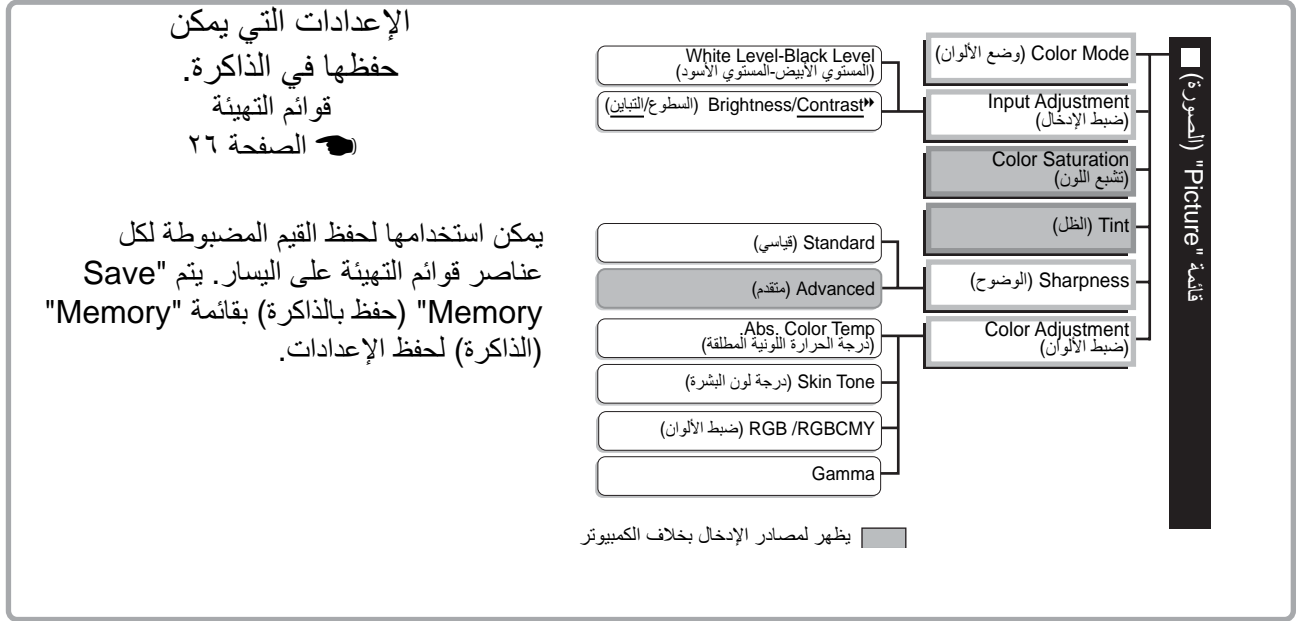 الإعدادات التي يمكن
حفظها في الذاكرة.
قوائم التهيئة
الصفحة ٢٦
يمكن استخدامها لحفظ القيم المضبوطة لكل
عناصر قوائم التهيئة على اليسار. يتم "Save
Memory" (حفظ بالذاكرة) بقائمة "Memory"
(الذاكرة) لحفظ الإعدادات.
قائمة "Picture" (الصورة)
Color Mode (وضع الألوان)
Input Adjustment
(ضبط الإدخال)
White Level-Black Level
(المستوي الأبيض-المستوي الأسود)
Brightness/Contrast (السطوع/التباين)
Color Saturation
(تشبع اللون)
Tint (الظل)
Sharpness (الوضوح)
Standard (قياسي)
Advanced (متقدم)
Color Adjustment
(ضبط الألوان)
Abs. Color Temp.
(درجة الحرارة اللونية المطلقة)
Skin Tone (درجة لون البشرة)
RGB /RGBCMY (ضبط الألوان)
Gamma
يظهر لمصادر الإدخال بخلاف الكمبيوتر